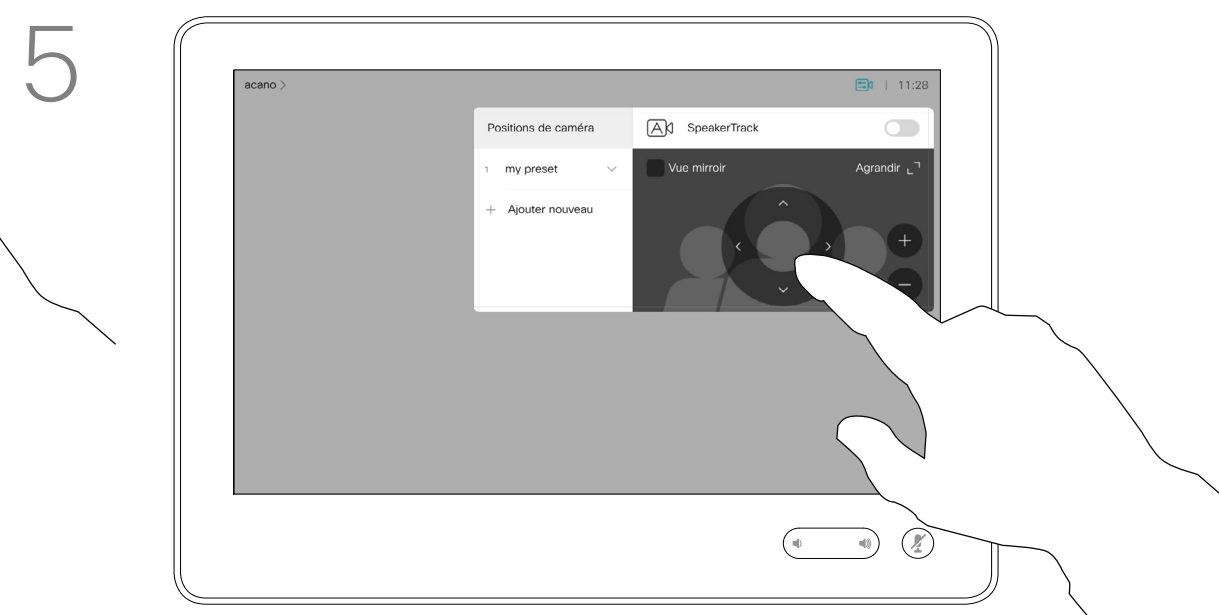 5
acano >
11:28
Positions de caméra
SpeakerTrack
1 my preset
Vue mirroir
Agrandir
+ Ajouter nouveau